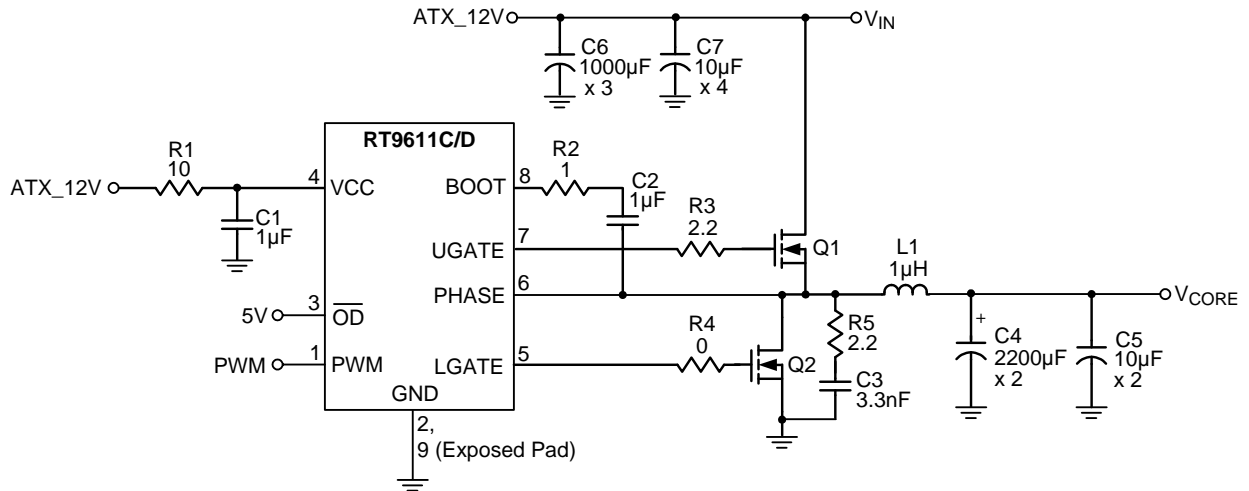 ATX_12V
V_IN
C6
1000µF
x 3
C7
10µF
x 4
RT9611C/D
R1
10
ATX_12V
C1
1µF
4
VCC
BOOT
8
R2
1
C2
1µF
UGATE
7
R3
2.2
Q1
L1
1µH
PHASE
6
V_CORE
5V
3
OD
R4
0
R5
2.2
C4
+
2200µF
x 2
C5
10µF
x 2
PWM
1
PWM
LGATE
5
Q2
C3
3.3nF
GND
2,
9 (Exposed Pad)